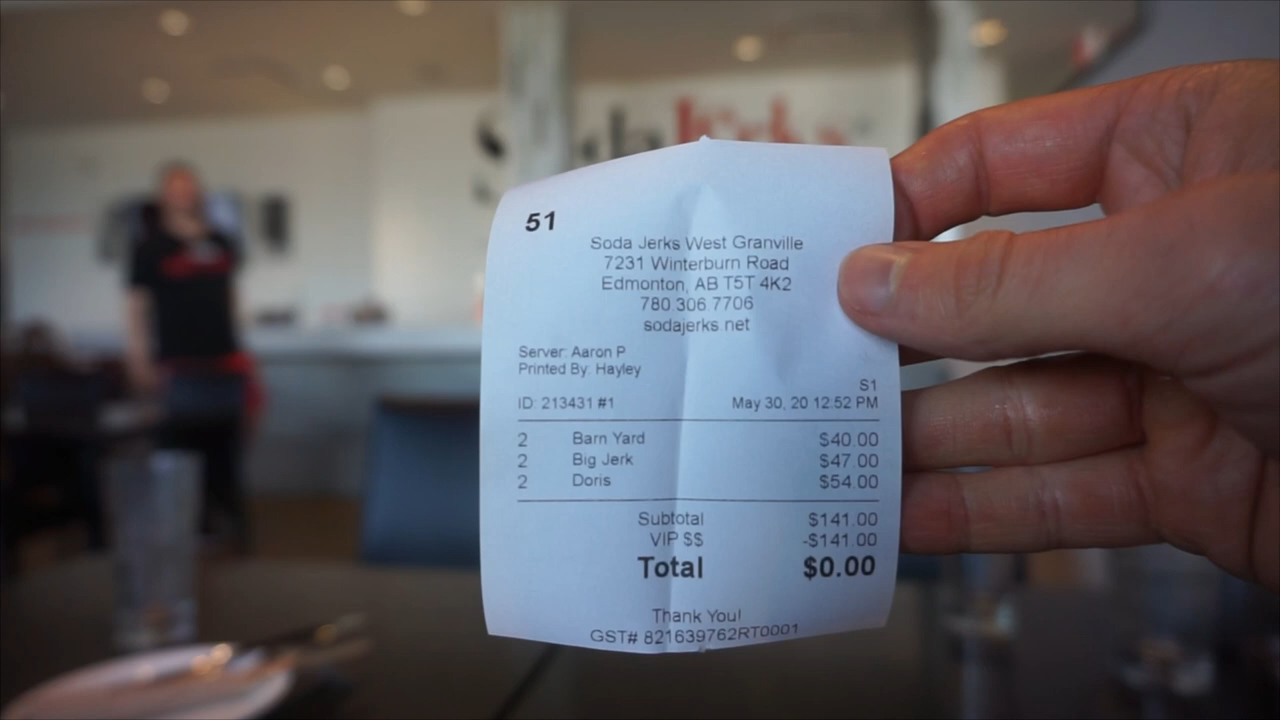 Soda Jerks
51
Soda Jerks West Granville
7231 Winterburn Road
Edmonton, AB T5T 4K2
780.306.7706
sodajerks.net
Server: Aaron P
Printed By: Hayley
S1
ID: 213431 #1 May 30, 20 12:52 PM
2 Barn Yard $40.00
2 Big Jerk $47.00
2 Doris $54.00
Subtotal $141.00
VIP $$ -$141.00
Total $0.00
Thank You!
GST# 821639762RT0001